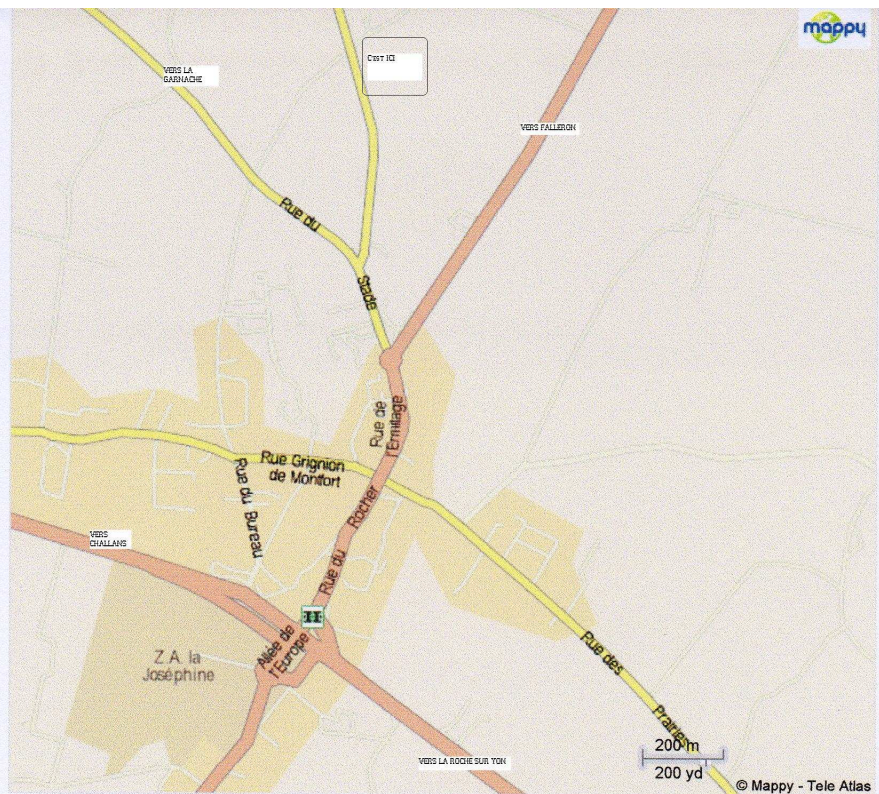 mappy
C'EST ICI
VERS LA
GARNACHE
VERS FALLERON
Rue du
Stade
Rue de
l'Ermitage
Rue Grignion
de Montfort
Rue du Bureau
Rue du Rocher
VERS
CHALLANS
Allée de
l'Europe
Z.A. la
Joséphine
Rue des
Prairies
200 m
200 yd
VERS LA ROCHE SUR YON
© Mappy - Tele Atlas